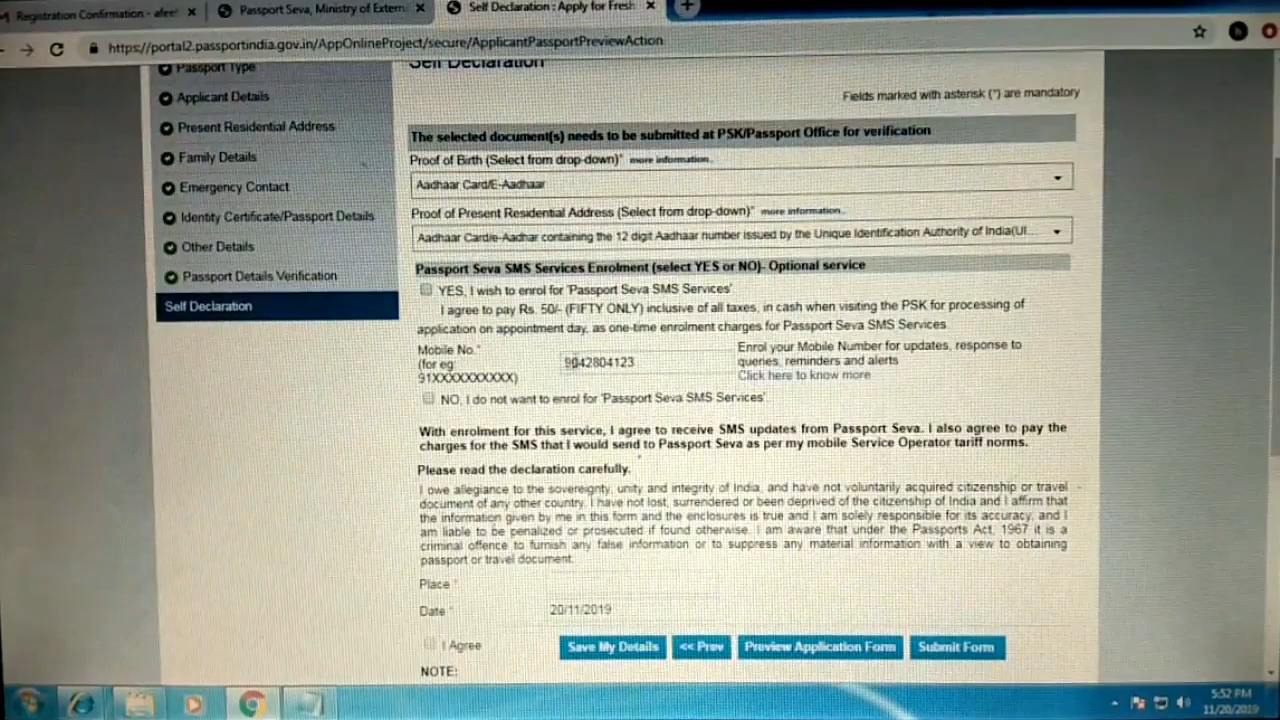 Registration Confirmation - afee
Passport Seva, Ministry of Extern
Self Declaration : Apply for Fresh
https://portal2.passportindia.gov.in/AppOnlineProject/secure/ApplicantPassportPreviewAction
Passport Type
Applicant Details
Present Residential Address
Family Details
Emergency Contact
Identity Certificate/Passport Details
Other Details
Passport Details Verification
Self Declaration
Self Declaration
Fields marked with asterisk (*) are mandatory
The selected document(s) needs to be submitted at PSK/Passport Office for verification
Proof of Birth (Select from drop-down)* more information..
Aadhaar Card/E-Aadhaar
Proof of Present Residential Address (Select from drop-down)* more information..
Aadhaar Card/e-Aadhar containing the 12 digit Aadhaar number issued by the Unique Identification Authority of India(UI...
Passport Seva SMS Services Enrolment (select YES or NO)- Optional service
YES, I wish to enrol for 'Passport Seva SMS Services'
I agree to pay Rs. 50/- (FIFTY ONLY) inclusive of all taxes, in cash when visiting the PSK for processing of
application on appointment day, as one-time enrolment charges for Passport Seva SMS Services.
Mobile No.*
(for eg:
91XXXXXXXXXX)
9042804123
Enrol your Mobile Number for updates, response to
queries, reminders and alerts
Click here to know more
NO, I do not want to enrol for 'Passport Seva SMS Services'
With enrolment for this service, I agree to receive SMS updates from Passport Seva. I also agree to pay the
charges for the SMS that I would send to Passport Seva as per my mobile Service Operator tariff norms.
Please read the declaration carefully.
I owe allegiance to the sovereignty, unity and integrity of India, and have not voluntarily acquired citizenship or travel
document of any other country. I have not lost, surrendered or been deprived of the citizenship of India and I affirm that
the information given by me in this form and the enclosures is true and I am solely responsible for its accuracy, and I
am liable to be penalized or prosecuted if found otherwise. I am aware that under the Passports Act, 1967 it is a
criminal offence to furnish any false information or to suppress any material information with a view to obtaining
passport or travel document.
Place *
Date * 20/11/2019
I Agree
Save My Details
<< Prev
Preview Application Form
Submit Form
NOTE:
5:52 PM
11/20/2019